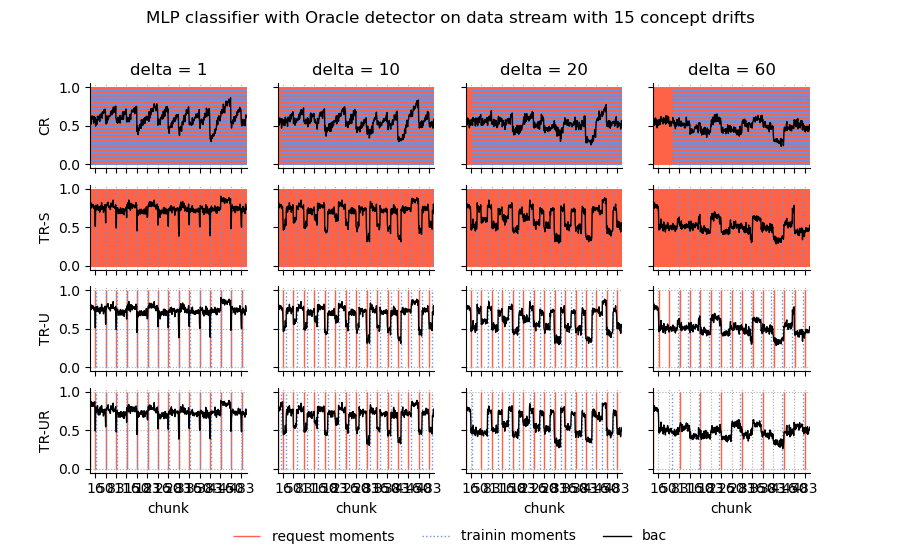 MLP classifier with Oracle detector on data stream with 15 concept drifts
delta = 1 delta = 10 delta = 20 delta = 60
CR
1.0
0.5
0.0
TR-S
1.0
0.5
0.0
TR-U
1.0
0.5
0.0
TR-UR
1.0
0.5
0.0
chunk chunk chunk chunk
request moments trainin moments bac